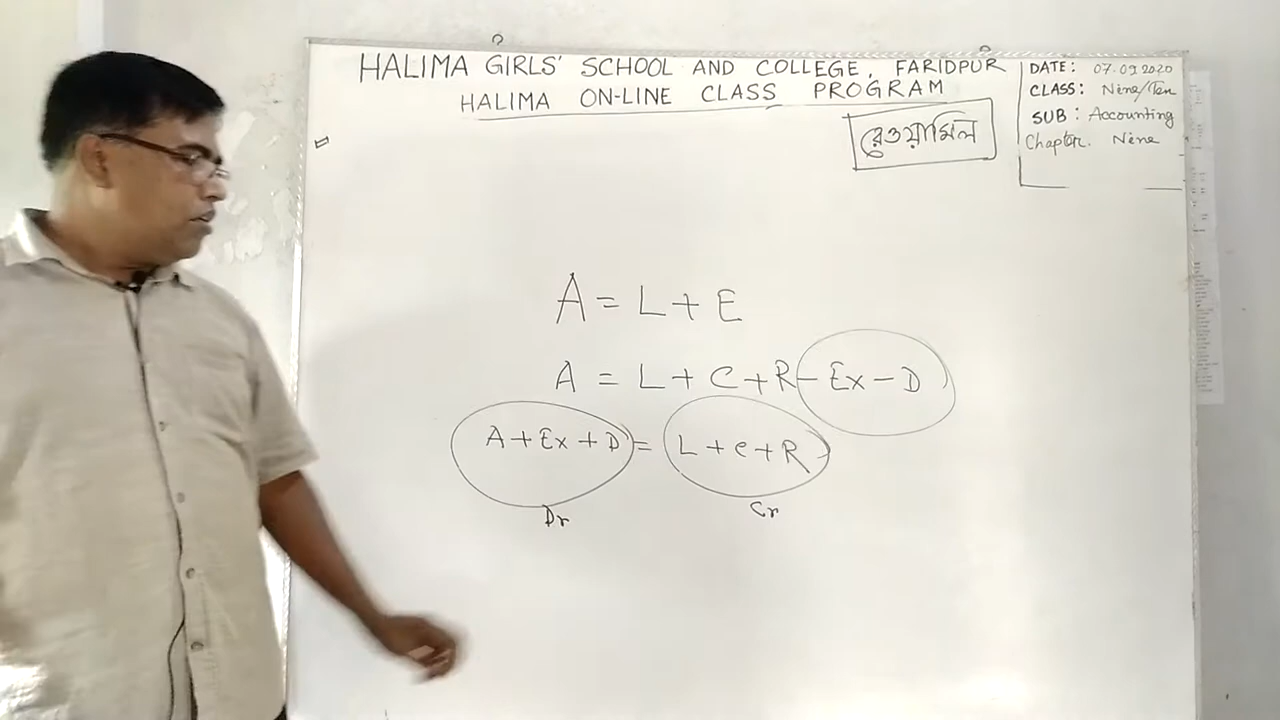 HALIMA GIRLS' SCHOOL AND COLLEGE, FARIDPUR
HALIMA ON-LINE CLASS PROGRAM
DATE: 07.09.2020
CLASS: Nine/Ten
SUB: Accounting
Chapter. Nine
রেওয়ামিল
A = L + E
A = L + C + R - Ex - D
A + Ex + D = L + C + R
Dr Cr